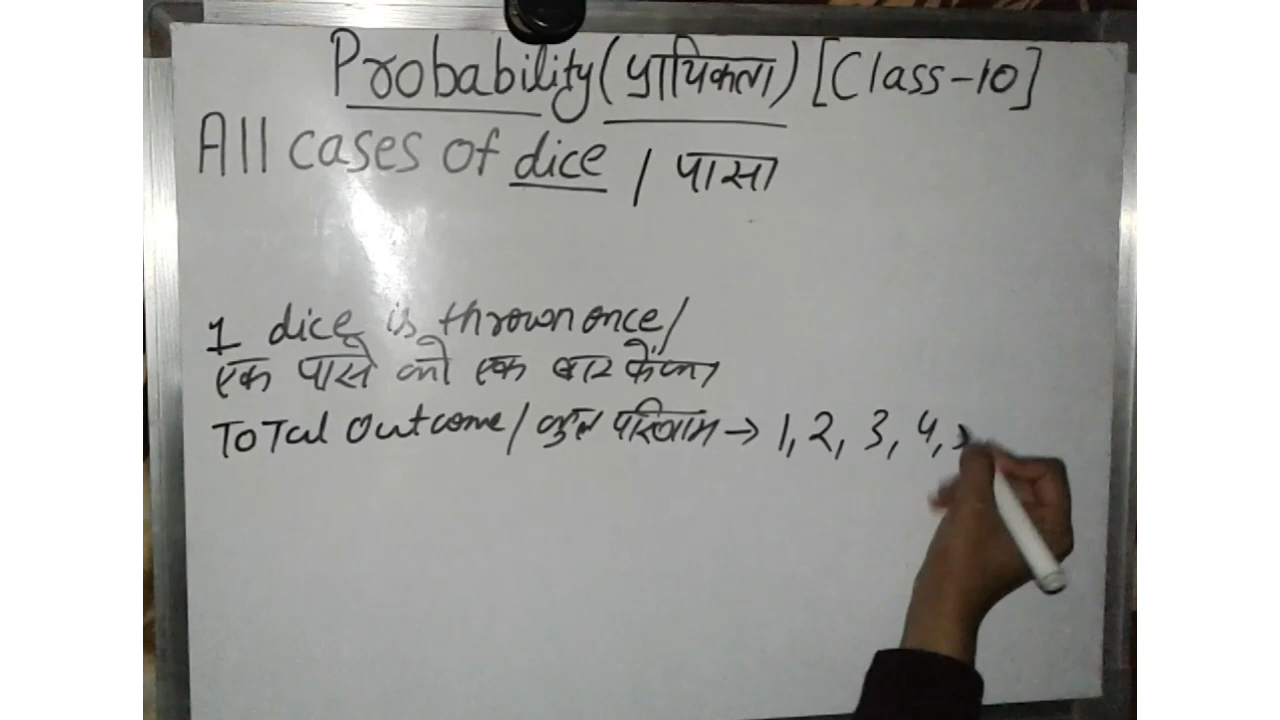 Probability (प्रायिकता) [Class-10]
All cases of dice / पासा
1 dice is thrown once /
एक पासे को एक बार फेंकना
ToTal outcome / कुल परिणाम → 1, 2, 3, 4,